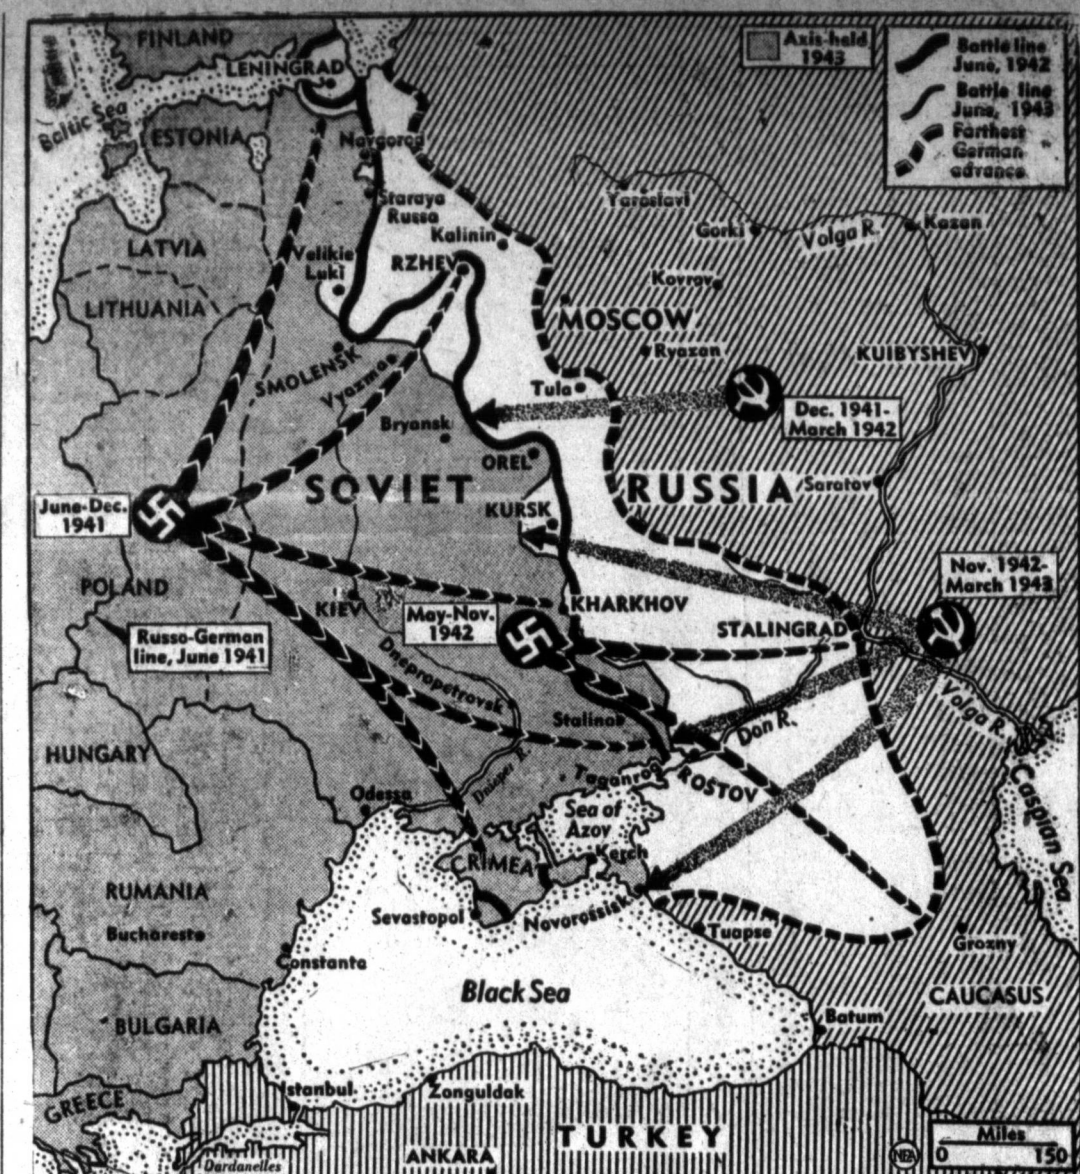 FINLAND
LENINGRAD
Baltic Sea
ESTONIA
Novgorod
Staraya
Russa
Kalinin
LATVIA
Velikie
Luki
RZHEV
LITHUANIA
SMOLENSK
Vyazma
Bryansk
OREL
SOVIET RUSSIA
KURSK
Axis-held
1943
Battle line
June, 1942
Battle line
June, 1943
Farthest
German
advance
Yaroslavl
Gorki
Volga R.
Kazan
Kovrov
MOSCOW
Ryazan
KUIBYSHEV
Tula
Dec. 1941-
March 1942
Saratov
June-Dec.
1941
POLAND
KIEV
May-Nov.
1942
KHARKHOV
STALINGRAD
Nov. 1942-
March 1943
Russo-German
line, June 1941
Dnepropetrovsk
Stalino
Don R.
Volga R.
HUNGARY
Dnieper R.
Taganrog
ROSTOV
Odessa
Sea of
Azov
Caspian Sea
CRIMEA
Kerch
RUMANIA
Sevastopol
Novorossisk
Bucharest
Tuapse
Grozny
Constanta
Black Sea
CAUCASUS
BULGARIA
Batum
Istanbul
Zonguldak
GREECE
TURKEY
ANKARA
Dardanelles
NEA
Miles
0 150